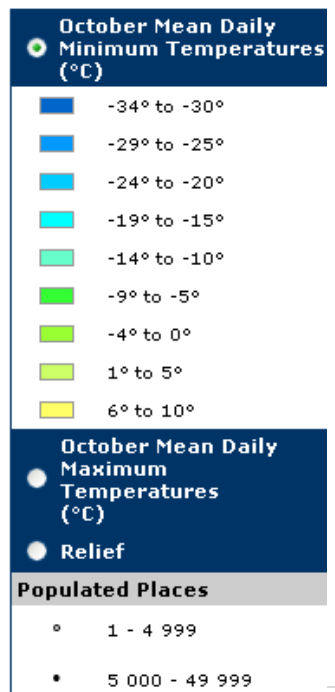 October Mean Daily
Minimum Temperatures
(°C)
-34° to -30°
-29° to -25°
-24° to -20°
-19° to -15°
-14° to -10°
-9° to -5°
-4° to 0°
1° to 5°
6° to 10°
October Mean Daily
Maximum
Temperatures
(°C)
Relief
Populated Places
1 - 4 999
5 000 - 49 999